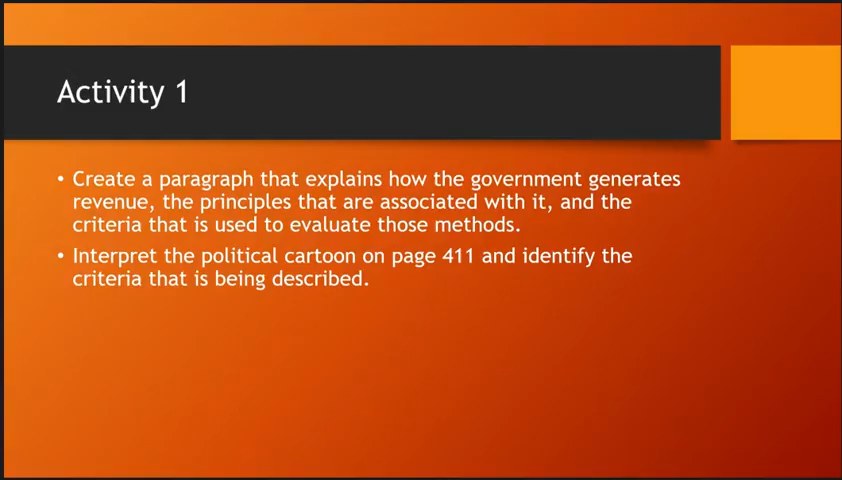 Activity 1
• Create a paragraph that explains how the government generates
revenue, the principles that are associated with it, and the
criteria that is used to evaluate those methods.
• Interpret the political cartoon on page 411 and identify the
criteria that is being described.